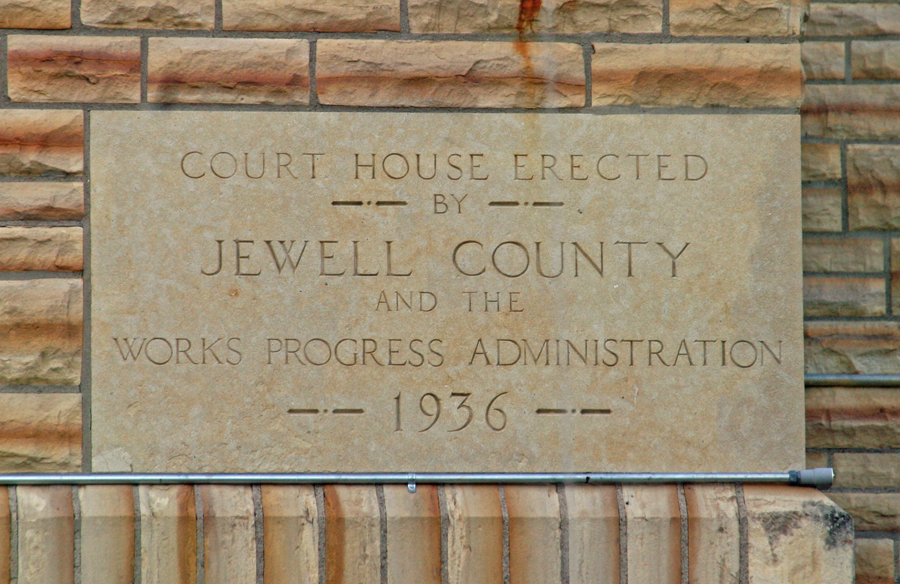 COURT HOUSE ERECTED
BY
JEWELL COUNTY
AND THE
WORKS PROGRESS ADMINISTRATION
1936